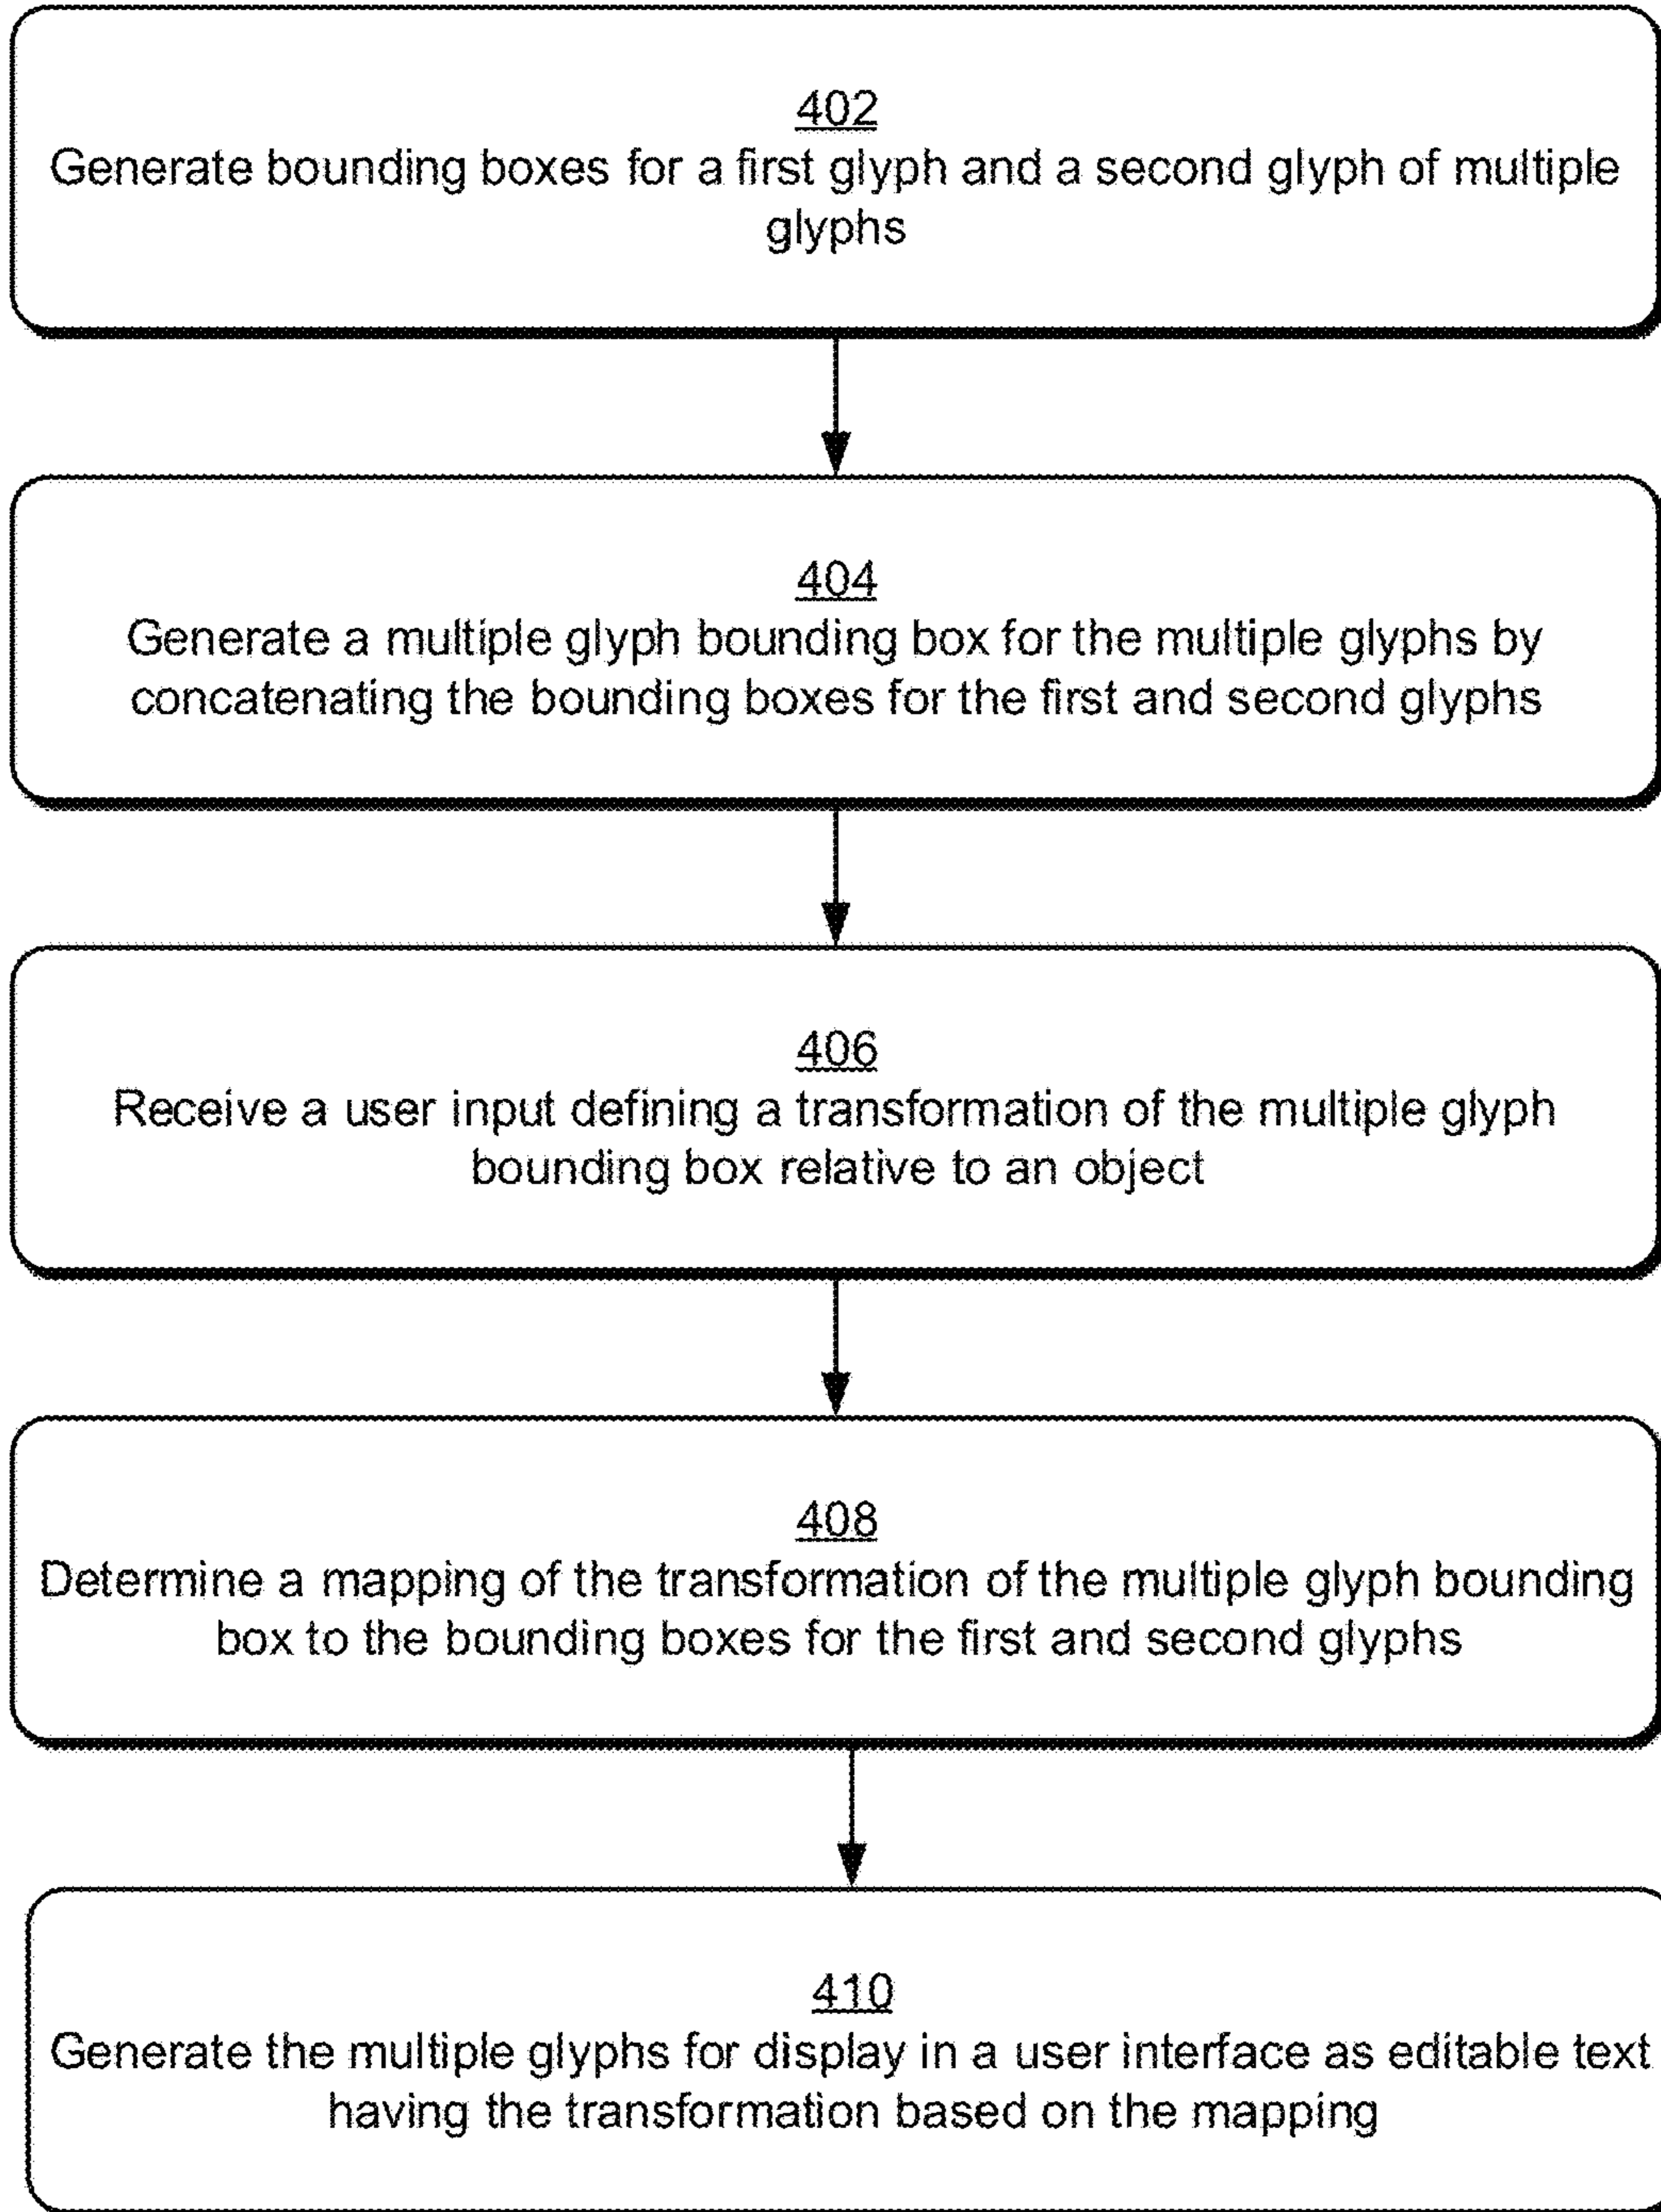 402
Generate bounding boxes for a first glyph and a second glyph of multiple
glyphs
404
Generate a multiple glyph bounding box for the multiple glyphs by
concatenating the bounding boxes for the first and second glyphs
406
Receive a user input defining a transformation of the multiple glyph
bounding box relative to an object
408
Determine a mapping of the transformation of the multiple glyph bounding
box to the bounding boxes for the first and second glyphs
410
Generate the multiple glyphs for display in a user interface as editable text
having the transformation based on the mapping